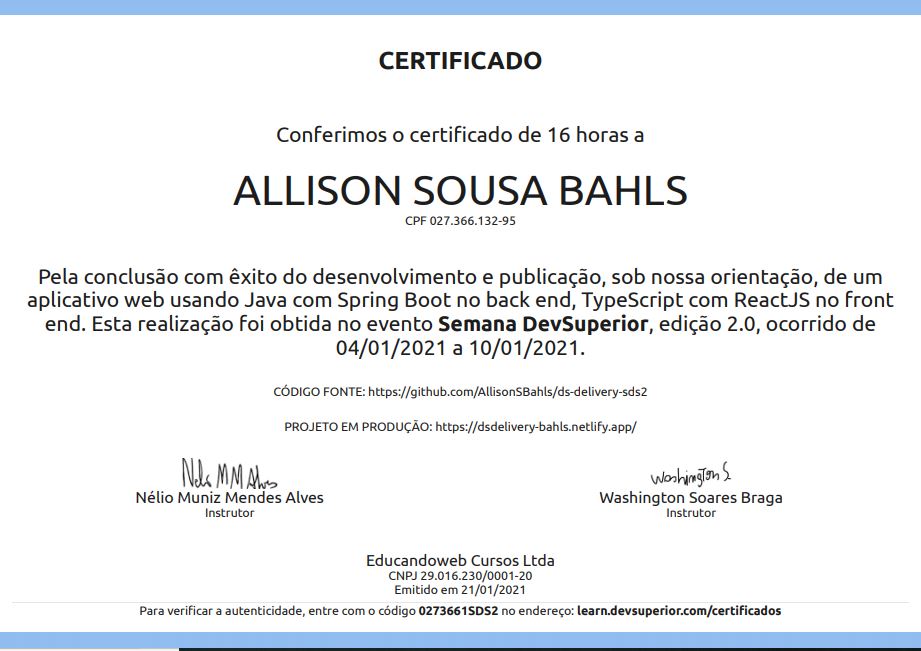 CERTIFICADO
Conferimos o certificado de 16 horas a
ALLISON SOUSA BAHLS
CPF 027.366.132-95
Pela conclusão com êxito do desenvolvimento e publicação, sob nossa orientação, de um
aplicativo web usando Java com Spring Boot no back end, TypeScript com ReactJS no front
end. Esta realização foi obtida no evento Semana DevSuperior, edição 2.0, ocorrido de
04/01/2021 a 10/01/2021.
CÓDIGO FONTE: https://github.com/AllisonSBahls/ds-delivery-sds2
PROJETO EM PRODUÇÃO: https://dsdelivery-bahls.netlify.app/
Nélio M M Alves
Washington S
Nélio Muniz Mendes Alves
Washington Soares Braga
Instrutor
Instrutor
Educandoweb Cursos Ltda
CNPJ 29.016.230/0001-20
Emitido em 21/01/2021
Para verificar a autenticidade, entre com o código 0273661SDS2 no endereço: learn.devsuperior.com/certificados